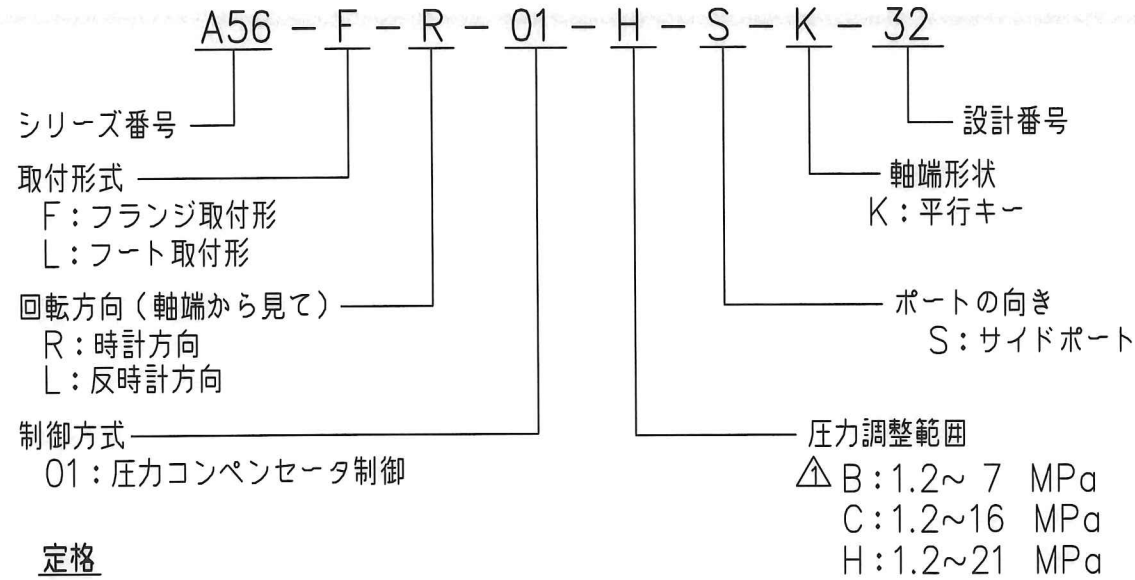 A56-F-R-01-H-S-K-32
シリーズ番号
設計番号
取付形式
F：フランジ取付形
L：フート取付形
軸端形状
K：平行キー
回転方向（軸端から見て）
R：時計方向
L：反時計方向
ポートの向き
S：サイドポート
制御方式
01：圧力コンペンセータ制御
圧力調整範囲
1 B：1.2～ 7 MPa
C：1.2～16 MPa
H：1.2～21 MPa
定格